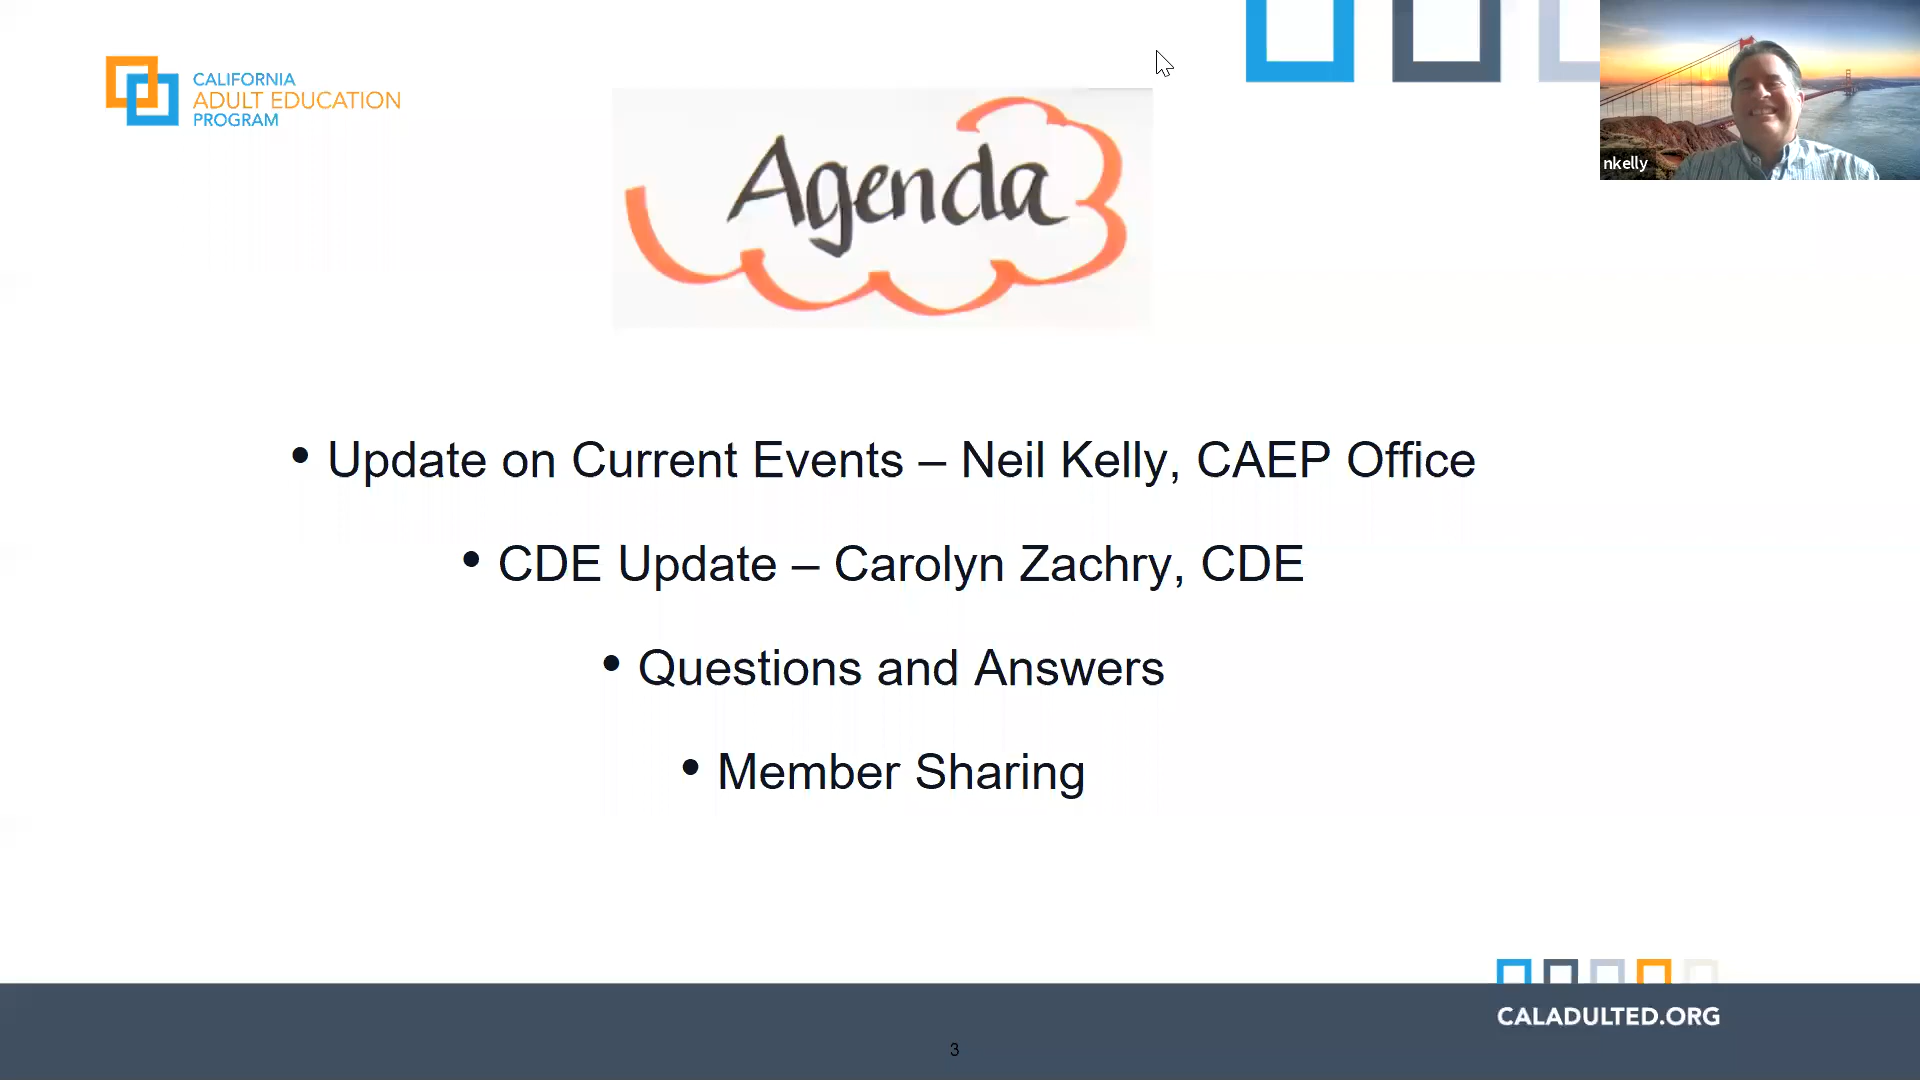 CALIFORNIA
ADULT EDUCATION
PROGRAM
Agenda
nkelly
• Update on Current Events – Neil Kelly, CAEP Office
• CDE Update – Carolyn Zachry, CDE
• Questions and Answers
• Member Sharing
CALADULTED.ORG
3